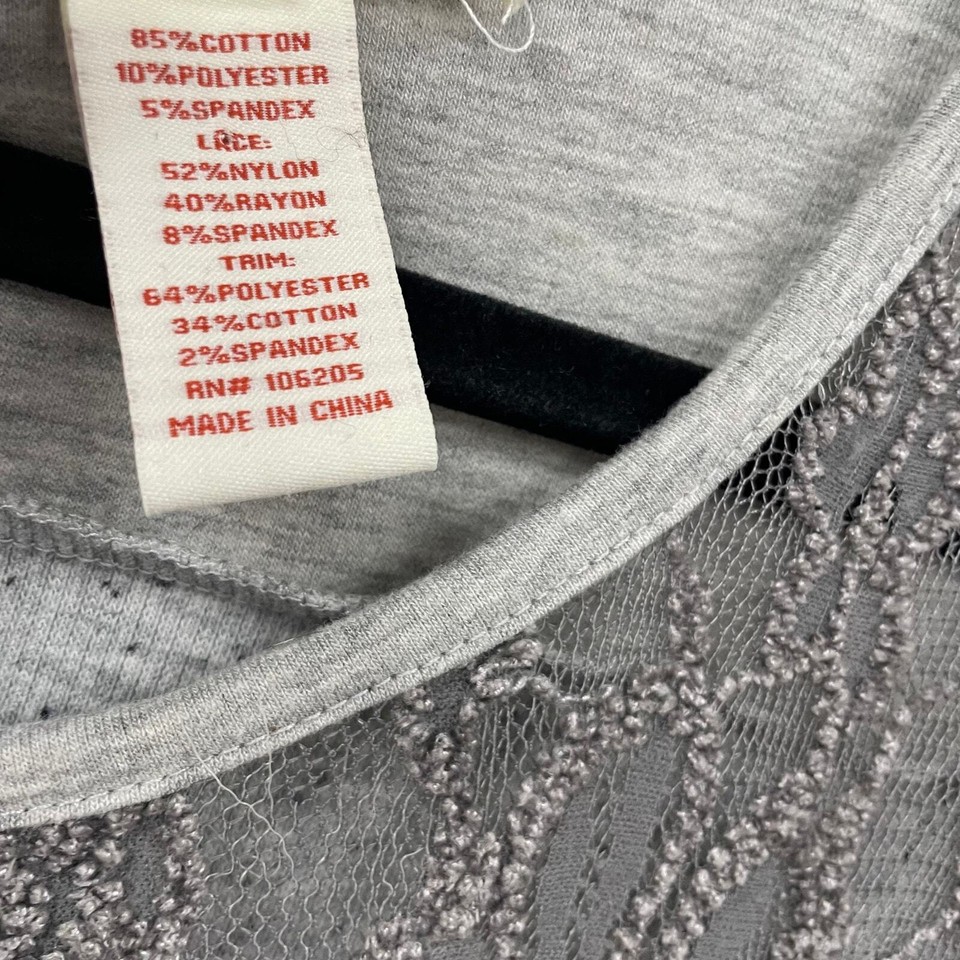 85%COTTON
10%POLYESTER
5%SPANDEX
LACE:
52%NYLON
40%RAYON
8%SPANDEX
TRIM:
64%POLYESTER
34%COTTON
2%SPANDEX
RN# 106205
MADE IN CHINA